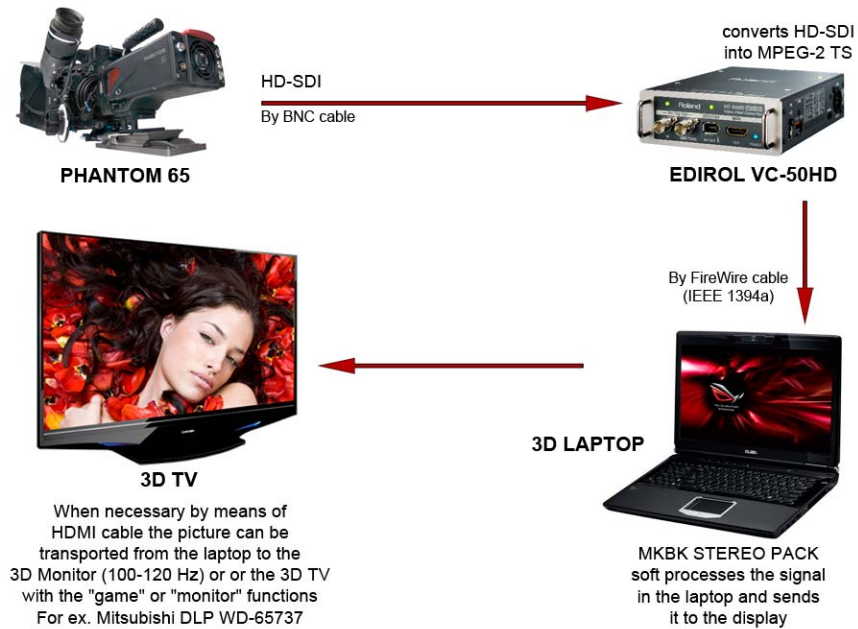 converts HD-SDI
into MPEG-2 TS
HD-SDI
By BNC cable
Roland
PHANTOM 65
EDIROL VC-50HD
By FireWire cable
(IEEE 1394a)
3D LAPTOP
3D TV
When necessary by means of
HDMI cable the picture can be
transported from the laptop to the
3D Monitor (100-120 Hz) or or the 3D TV
with the "game" or "monitor" functions
For ex. Mitsubishi DLP WD-65737
MKBK STEREO PACK
soft processes the signal
in the laptop and sends
it to the display